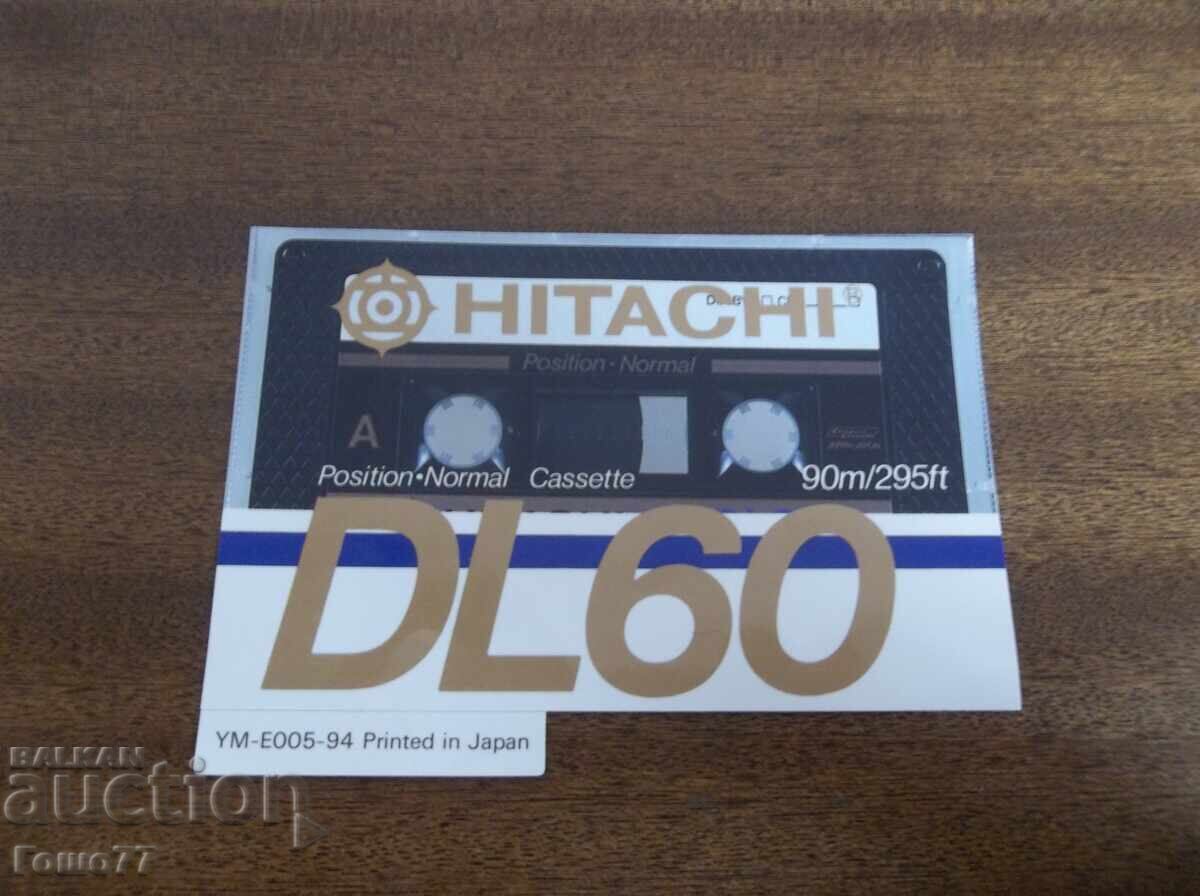 HITACHI
Position · Normal
A
Position•Normal Cassette 90m/295ft
DL60
YM-E005-94 Printed in Japan
BALKAN
auction
Гошо77